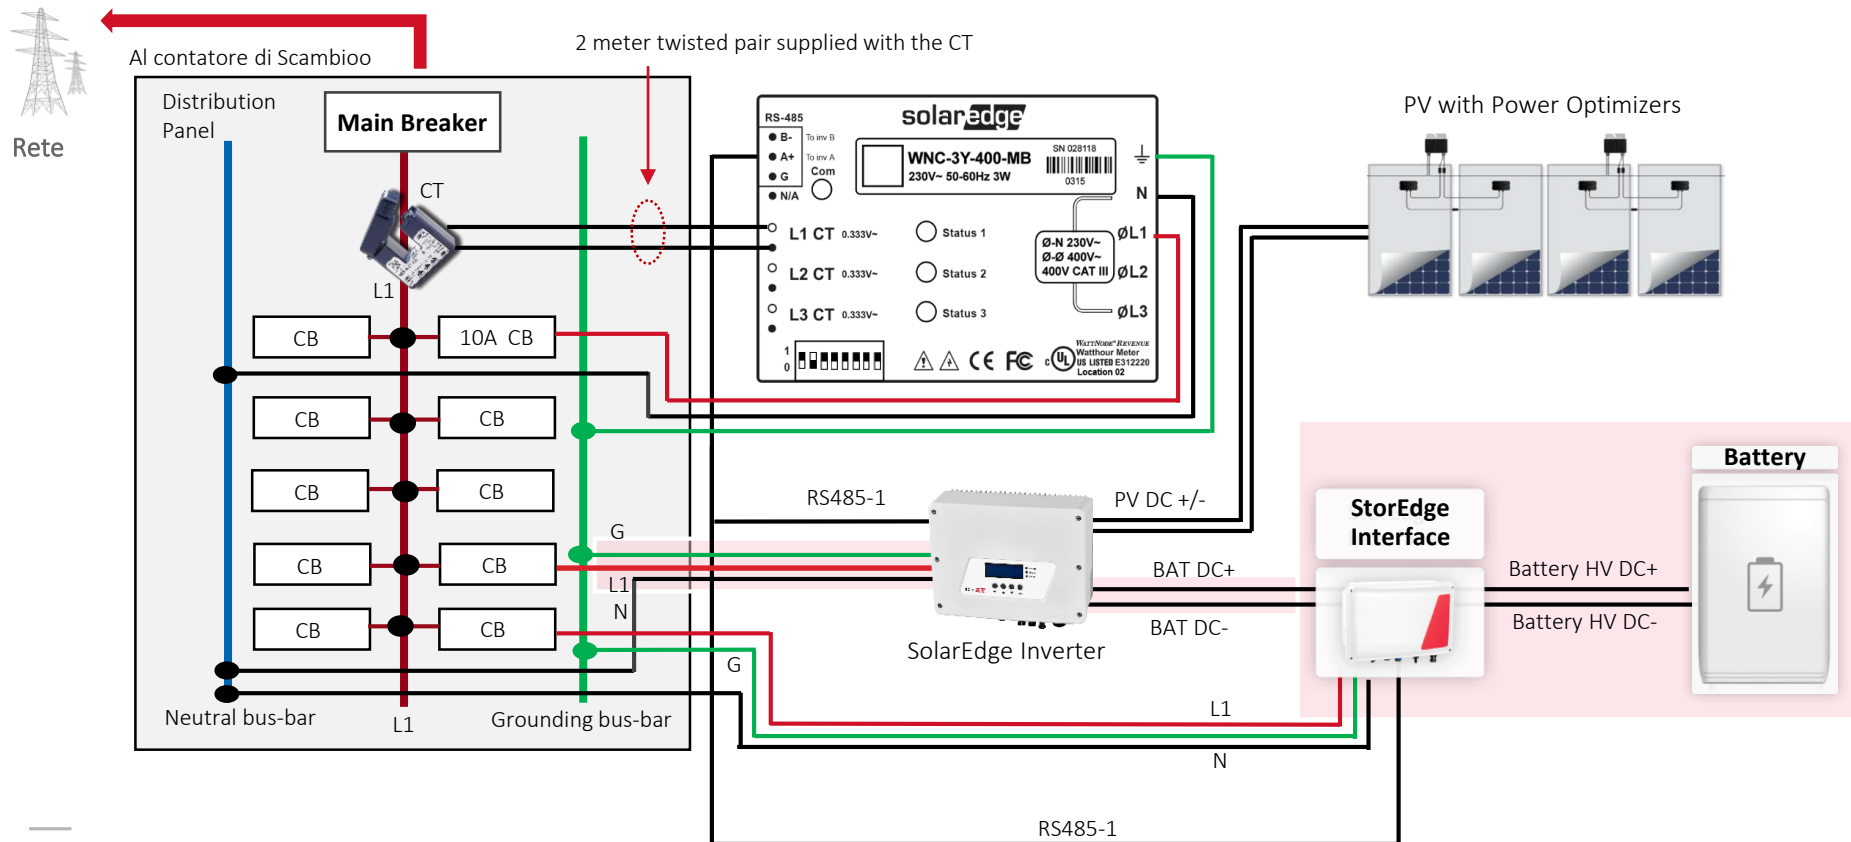 Al contatore di Scambioo
2 meter twisted pair supplied with the CT
Rete
Distribution
Panel
Main Breaker
CT
L1
CB
10A CB
CB
CB
CB
CB
CB
CB
CB
CB
Neutral bus-bar
L1
Grounding bus-bar
RS-485
B- To inv B
A+ To inv A
G
Com
N/A
solaredge
WNC-3Y-400-MB
230V~ 50-60Hz 3W
SN 028118
0315
N
L1 CT 0.333V~
Status 1
ØL1
L2 CT 0.333V~
Status 2
ØL2
L3 CT 0.333V~
Status 3
ØL3
Ø-N 230V~
Ø-Ø 400V~
400V CAT III
1
0
CE
FC
c UL
WATTNODE® REVENUE
Watthour Meter
US LISTED E312220
Location 02
PV with Power Optimizers
RS485-1
PV DC +/-
G
L1
N
BAT DC+
BAT DC-
SolarEdge Inverter
StorEdge
Interface
Battery
Battery HV DC+
Battery HV DC-
G
L1
N
RS485-1